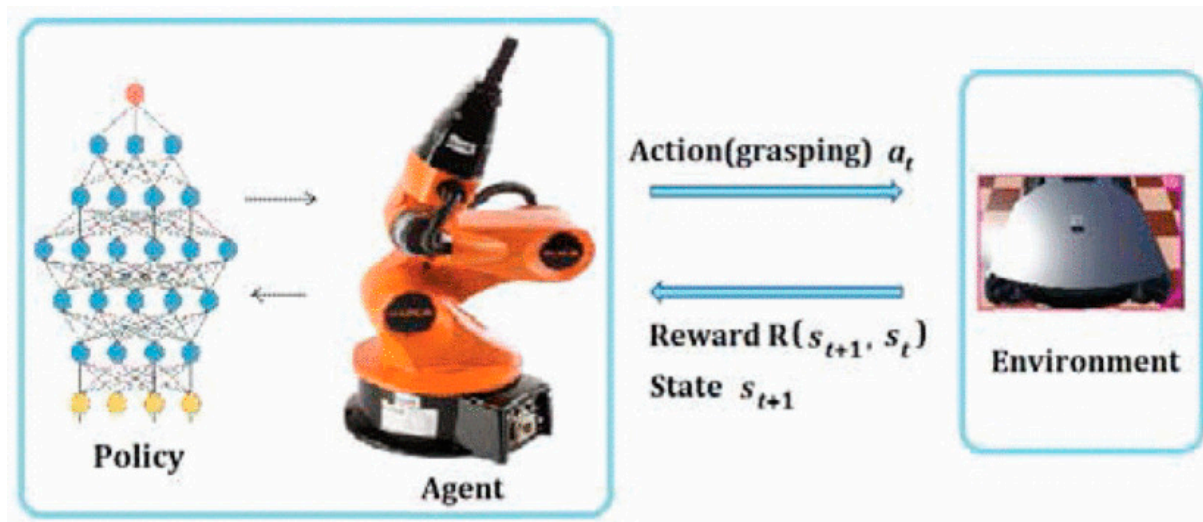 Action(grasping) a_t
Reward R(s_{t+1}, s_t)
State s_{t+1}
Environment
Policy
Agent